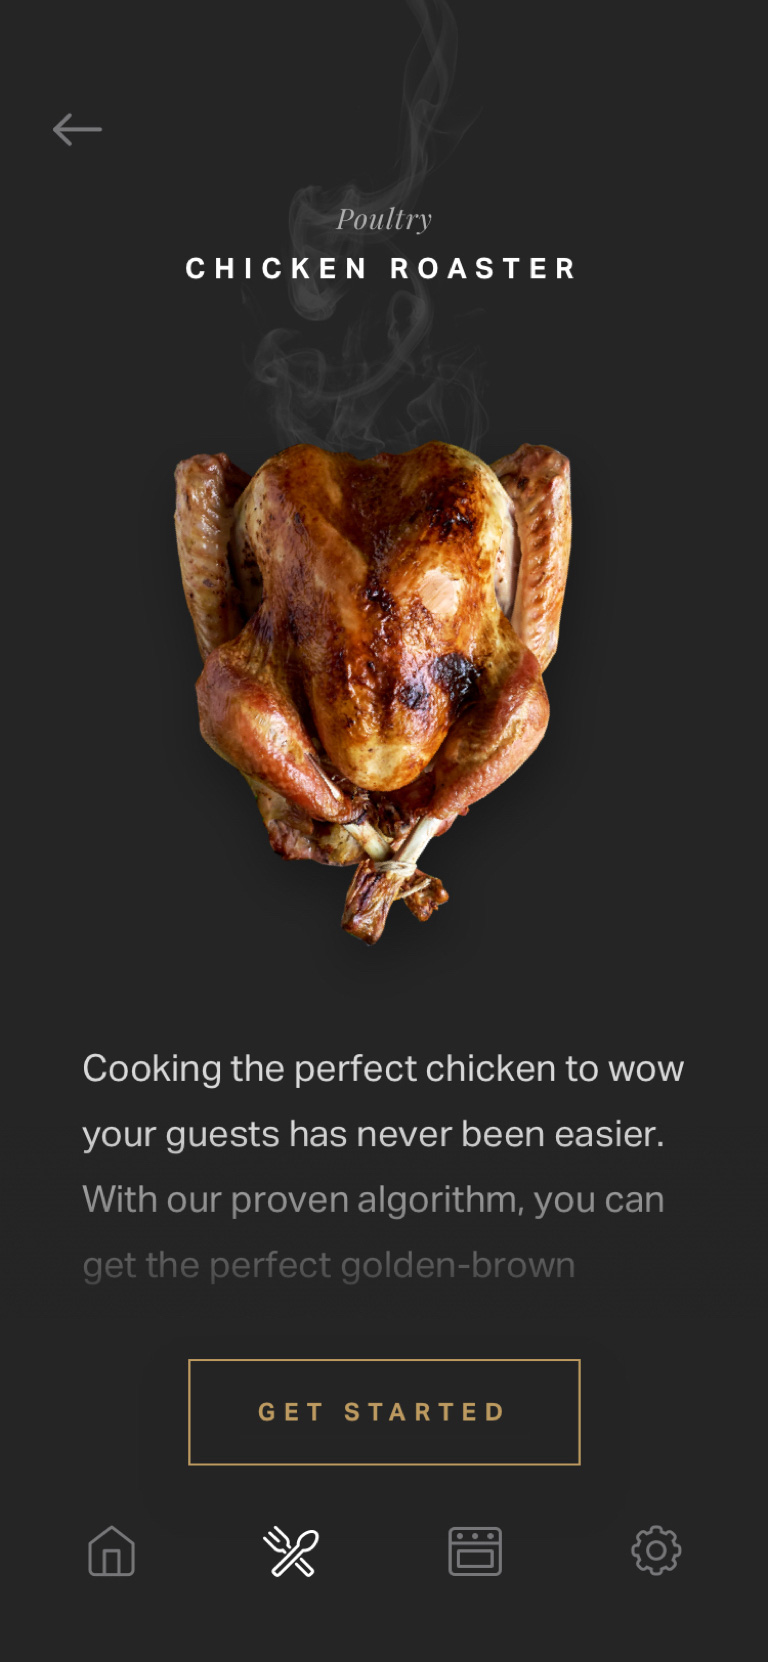 Poultry
CHICKEN ROASTER
Cooking the perfect chicken to wow
your guests has never been easier.
With our proven algorithm, you can
get the perfect golden-brown
GET STARTED